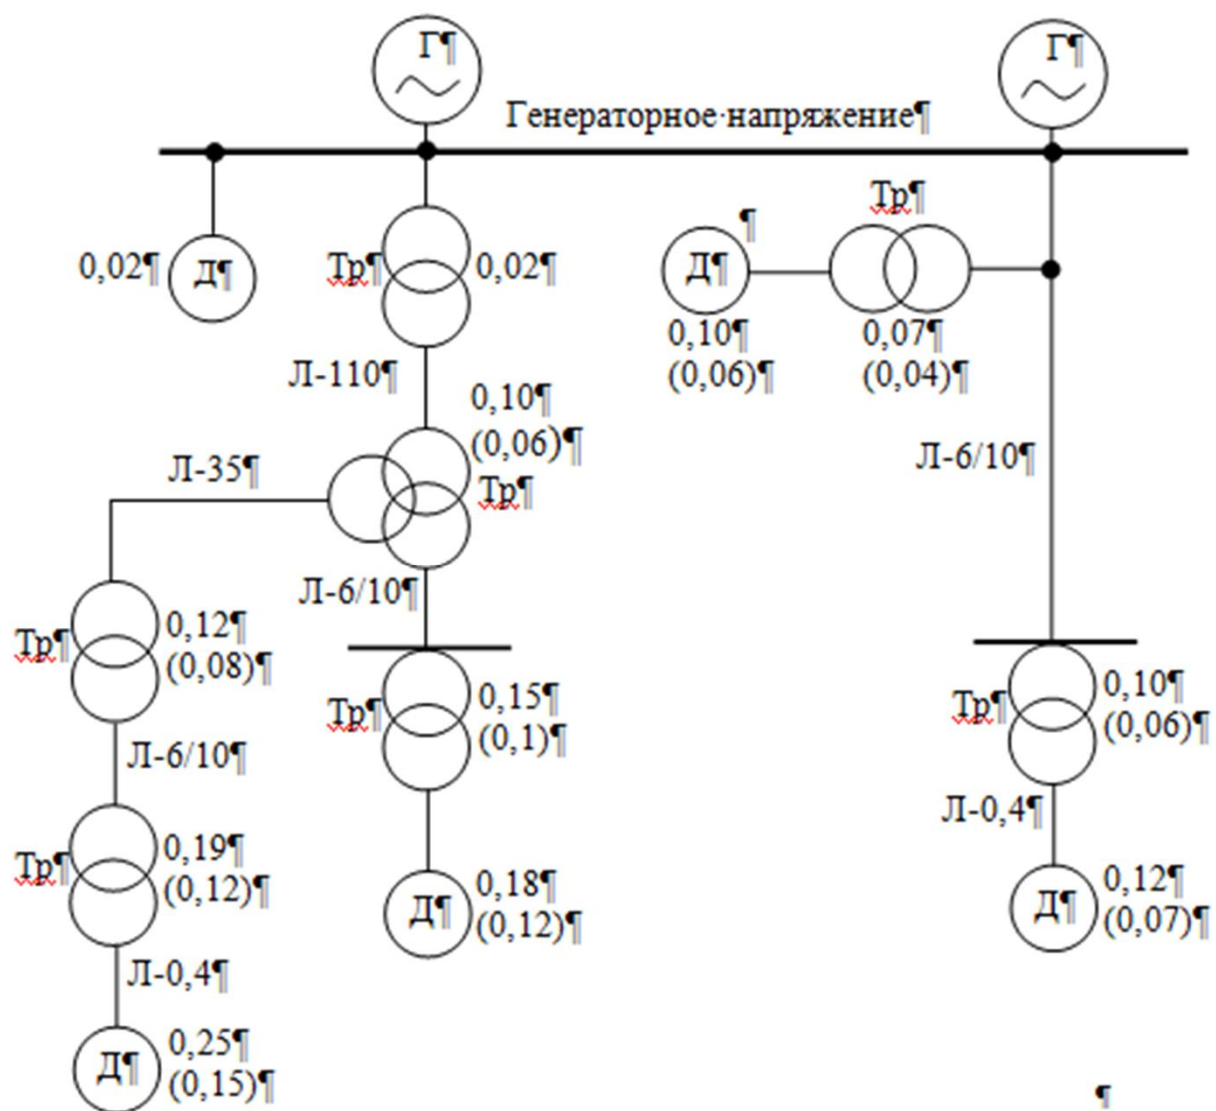 Г¶
Г¶
Генераторное·напряжение¶
Тр¶
¶
0,02¶
Д¶
Тр¶
0,02¶
Д¶
0,10¶
(0,06)¶
0,07¶
(0,04)¶
Л-110¶
0,10¶
(0,06)¶
Тр¶
Л-35¶
Л-6/10¶
Л-6/10¶
Тр¶
0,12¶
(0,08)¶
Тр¶
0,15¶
(0,1)¶
Тр¶
0,10¶
(0,06)¶
Л-6/10¶
Л-0,4¶
Тр¶
0,19¶
(0,12)¶
Д¶
0,18¶
(0,12)¶
Д¶
0,12¶
(0,07)¶
Л-0,4¶
Д¶
0,25¶
(0,15)¶
¶